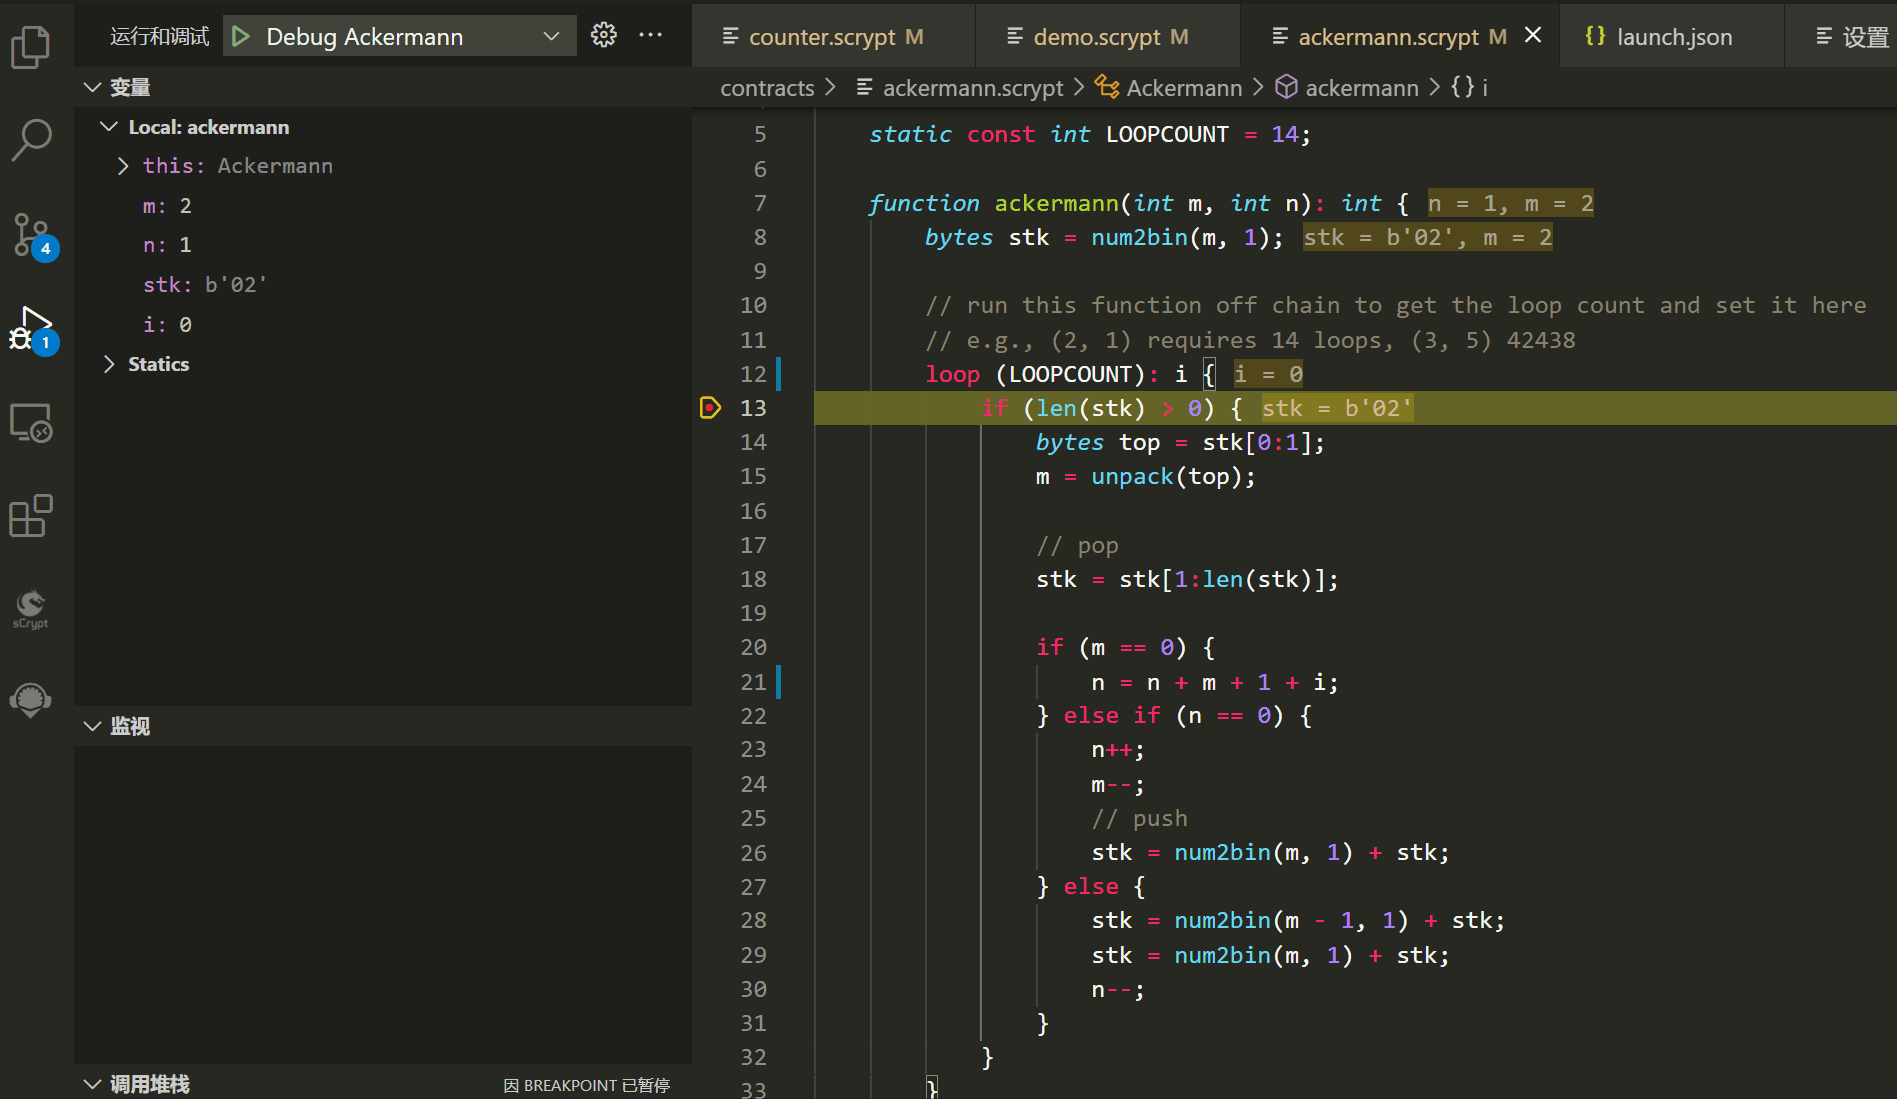 运行和调试 Debug Ackermann ···
变量
Local: ackermann
this: Ackermann
m: 2
n: 1
stk: b'02'
i: 0
Statics
4
1
sCrypt
监视
调用堆栈 因 BREAKPOINT 已暂停
counter.scrypt M demo.scrypt M ackermann.scrypt M {} launch.json 设置
contracts > ackermann.scrypt > Ackermann > ackermann > {} i
5 static const int LOOPCOUNT = 14;
6
7 function ackermann(int m, int n): int { n = 1, m = 2
8 bytes stk = num2bin(m, 1); stk = b'02', m = 2
9
10 // run this function off chain to get the loop count and set it here
11 // e.g., (2, 1) requires 14 loops, (3, 5) 42438
12 loop (LOOPCOUNT): i { i = 0
13 if (len(stk) > 0) { stk = b'02'
14 bytes top = stk[0:1];
15 m = unpack(top);
16
17 // pop
18 stk = stk[1:len(stk)];
19
20 if (m == 0) {
21 n = n + m + 1 + i;
22 } else if (n == 0) {
23 n++;
24 m--;
25 // push
26 stk = num2bin(m, 1) + stk;
27 } else {
28 stk = num2bin(m - 1, 1) + stk;
29 stk = num2bin(m, 1) + stk;
30 n--;
31 }
32 }
33 }